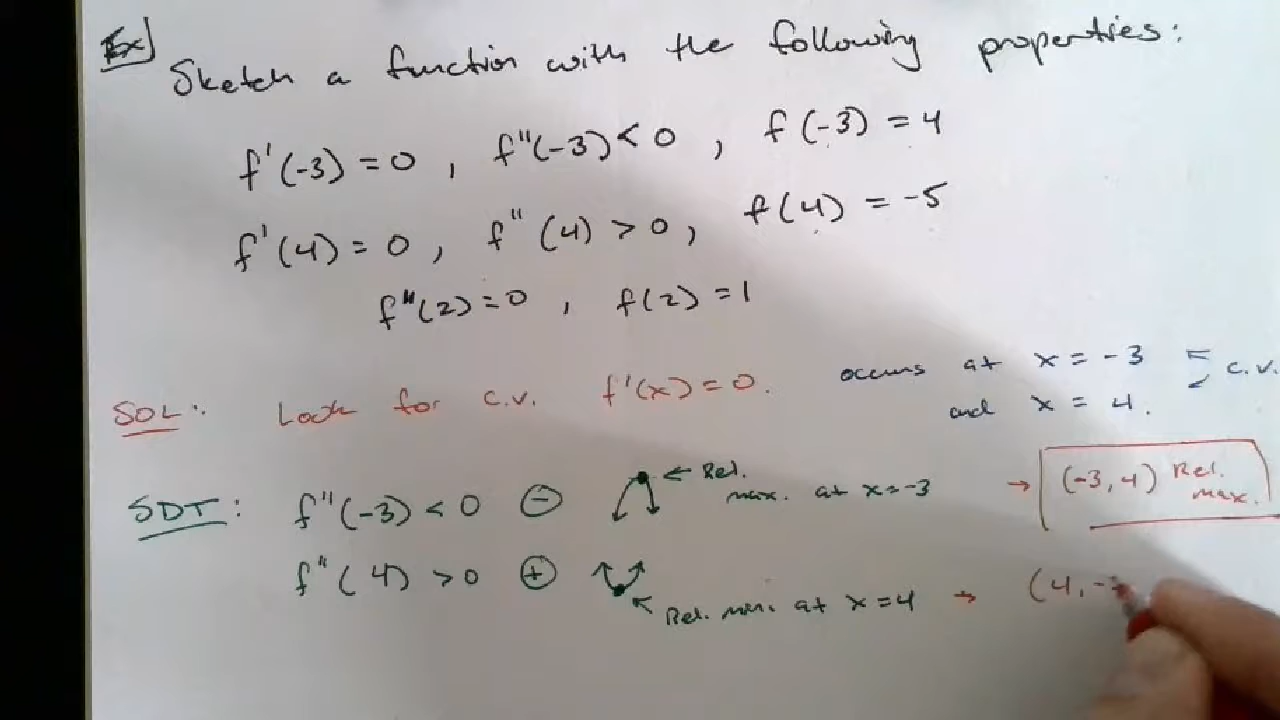 Ex]
Sketch a function with the following properties:
f'(-3) = 0 , f"(-3) < 0 , f(-3) = 4
f'(4) = 0 , f"(4) > 0 , f(4) = -5
f"(2) = 0 , f(2) = 1
SOL: Look for c.v. f'(x) = 0. occurs at x = -3 c.v.
and x = 4.
SDT: f"(-3) < 0 ⊖ ← Rel. max. at x=-3 → (-3, 4) Rel. max.
f"(4) > 0 ⊕ ← Rel. min. at x=4 → (4, -